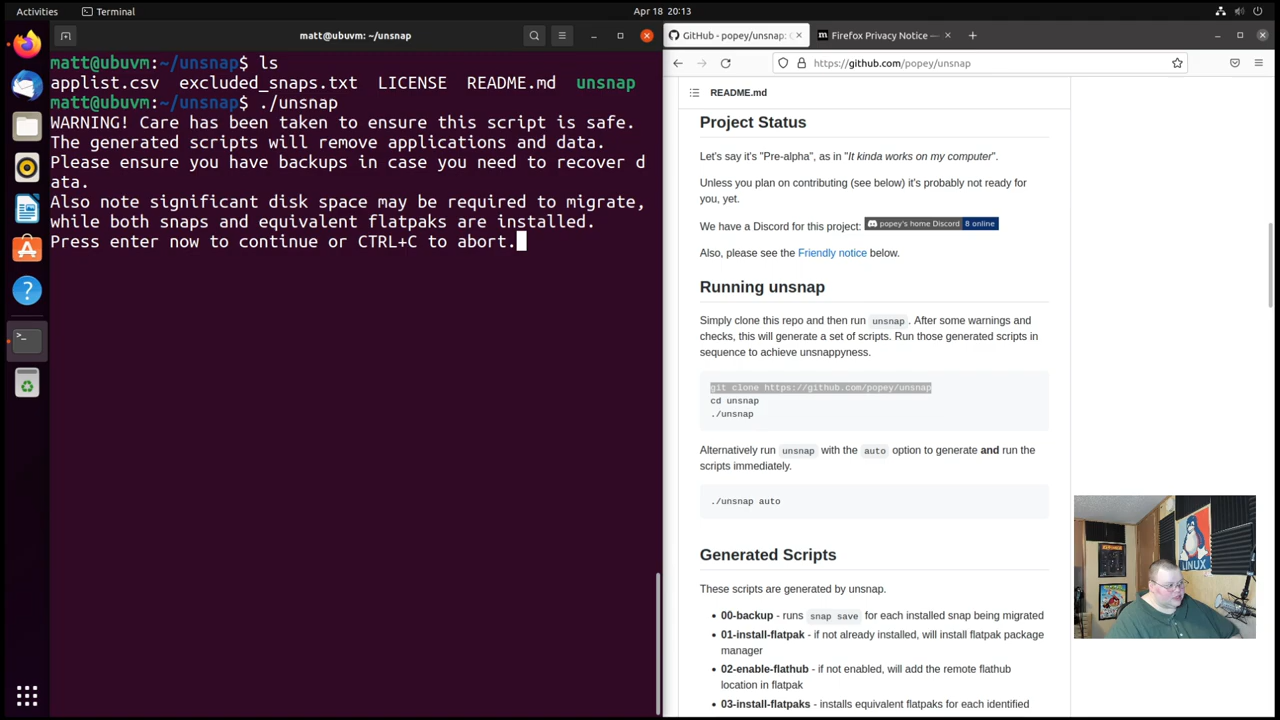 Activities
Terminal
Apr 18 20:13
matt@ubuvm: ~/unsnap
matt@ubuvm:~/unsnap$ ls
applist.csv excluded_snaps.txt LICENSE README.md unsnap
matt@ubuvm:~/unsnap$ ./unsnap
WARNING! Care has been taken to ensure this script is safe.
The generated scripts will remove applications and data.
Please ensure you have backups in case you need to recover d
ata.
Also note significant disk space may be required to migrate,
while both snaps and equivalent flatpaks are installed.
Press enter now to continue or CTRL+C to abort.
GitHub - popey/unsnap:
Firefox Privacy Notice —
https://github.com/popey/unsnap
README.md
Project Status
Let's say it's "Pre-alpha", as in "It kinda works on my computer".
Unless you plan on contributing (see below) it's probably not ready for
you, yet.
We have a Discord for this project: popey's home Discord 8 online
Also, please see the Friendly notice below.
Running unsnap
Simply clone this repo and then run unsnap. After some warnings and
checks, this will generate a set of scripts. Run those generated scripts in
sequence to achieve unsnappyness.
git clone https://github.com/popey/unsnap
cd unsnap
./unsnap
Alternatively run unsnap with the auto option to generate and run the
scripts immediately.
./unsnap auto
Generated Scripts
These scripts are generated by unsnap.
• 00-backup - runs snap save for each installed snap being migrated
• 01-install-flatpak - if not already installed, will install flatpak package
manager
• 02-enable-flathub - if not enabled, will add the remote flathub
location in flatpak
• 03-install-flatpaks - installs equivalent flatpaks for each identified
LINUX